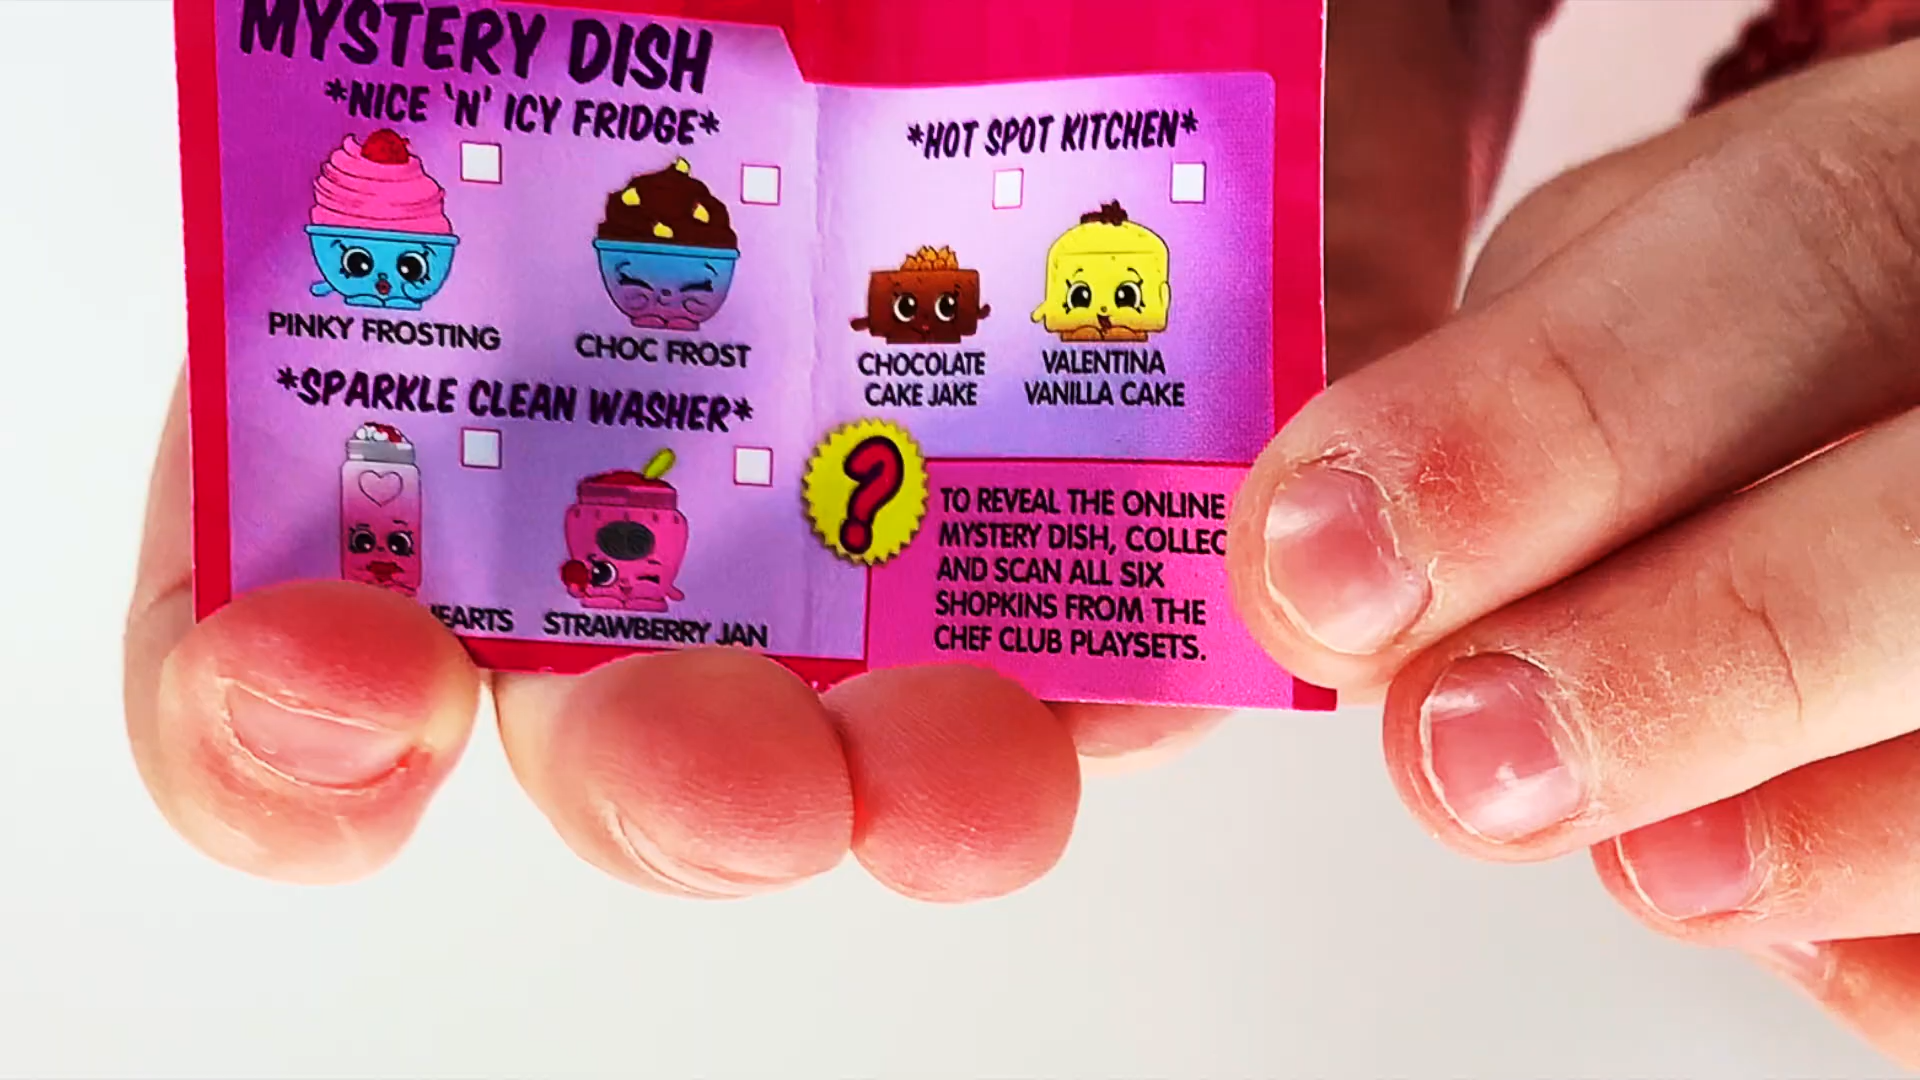 MYSTERY DISH
*NICE 'N' ICY FRIDGE*
PINKY FROSTING
CHOC FROST
*SPARKLE CLEAN WASHER*
STRAWBERRY JAN
*HOT SPOT KITCHEN*
CHOCOLATE
CAKE JAKE
VALENTINA
VANILLA CAKE
?
TO REVEAL THE ONLINE
MYSTERY DISH, COLLEC
AND SCAN ALL SIX
SHOPKINS FROM THE
CHEF CLUB PLAYSETS.